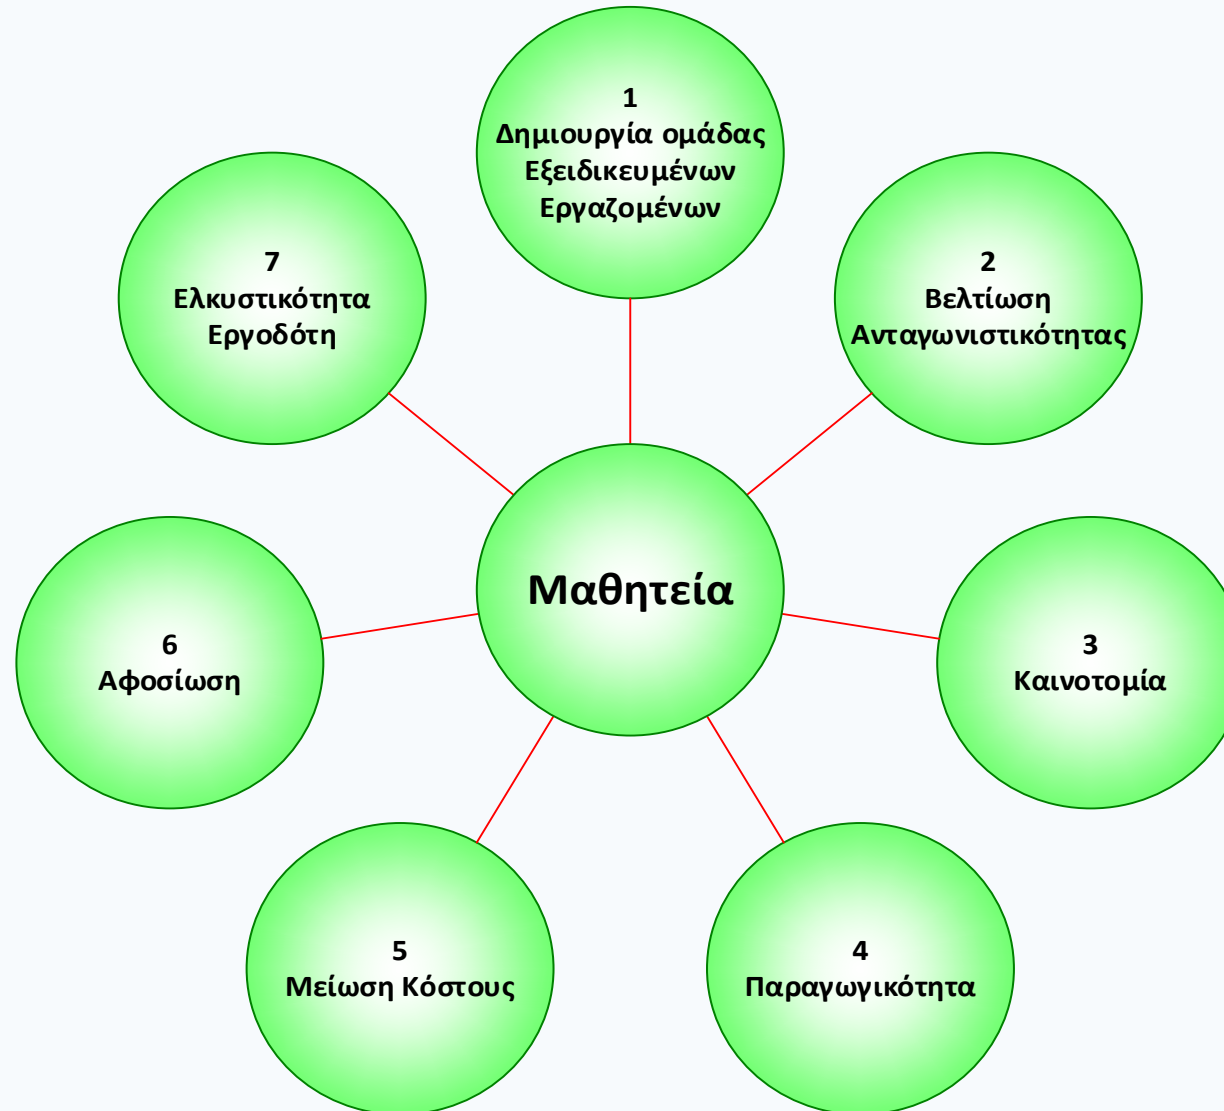 1
Δημιουργία ομάδας
Εξειδικευμένων
Εργαζομένων
2
Βελτίωση
Ανταγωνιστικότητας
3
Καινοτομία
4
Παραγωγικότητα
5
Μείωση Κόστους
6
Αφοσίωση
7
Ελκυστικότητα
Εργοδότη
Μαθητεία